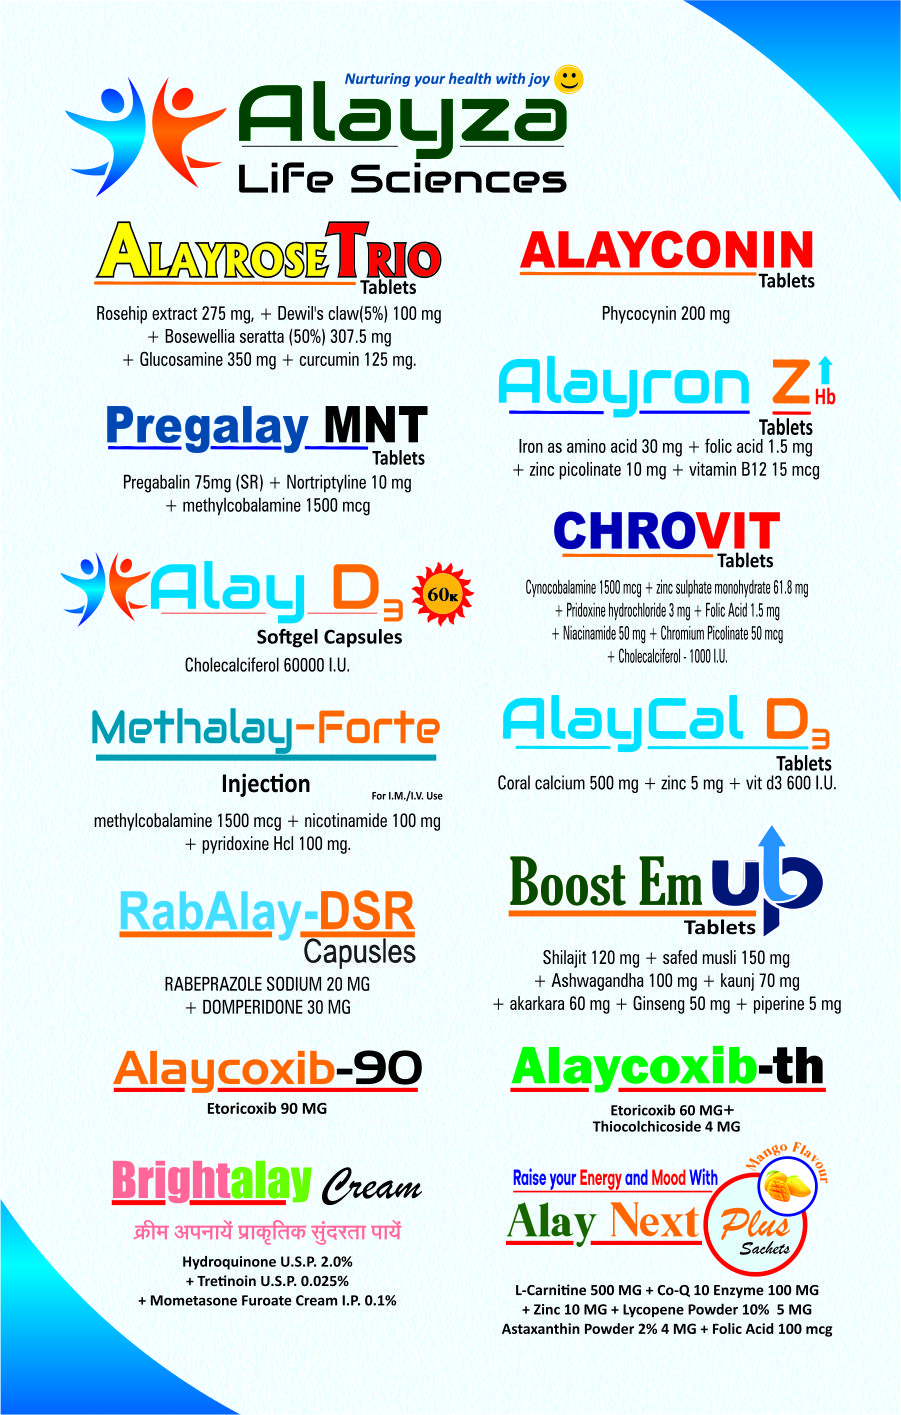 Nurturing your health with joy
Alayza
Life Sciences
ALAYROSE TRIO
Tablets
Rosehip extract 275 mg, + Dewil's claw(5%) 100 mg
+ Bosewellia seratta (50%) 307.5 mg
+ Glucosamine 350 mg + curcumin 125 mg.
Pregalay MNT
Tablets
Pregabalin 75mg (SR) + Nortriptyline 10 mg
+ methylcobalamine 1500 mcg
Alay D3
60K
Softgel Capsules
Cholecalciferol 60000 I.U.
Methalay-Forte
Injection
For I.M./I.V. Use
methylcobalamine 1500 mcg + nicotinamide 100 mg
+ pyridoxine Hcl 100 mg.
RabAlay-DSR
Capusles
RABEPRAZOLE SODIUM 20 MG
+ DOMPERIDONE 30 MG
Alaycoxib-90
Etoricoxib 90 MG
Brightalay Cream
क्रीम अपनायें प्राकृतिक सुंदरता पायें
Hydroquinone U.S.P. 2.0%
+ Tretinoin U.S.P. 0.025%
+ Mometasone Furoate Cream I.P. 0.1%
ALAYCONIN
Tablets
Phycocynin 200 mg
Alayron Z Hb
Tablets
Iron as amino acid 30 mg + folic acid 1.5 mg
+ zinc picolinate 10 mg + vitamin B12 15 mcg
CHROVIT
Tablets
Cynocobalamine 1500 mcg + zinc sulphate monohydrate 61.8 mg
+ Pridoxine hydrochloride 3 mg + Folic Acid 1.5 mg
+ Niacinamide 50 mg + Chromium Picolinate 50 mcg
+ Cholecalciferol - 1000 I.U.
AlayCal D3
Tablets
Coral calcium 500 mg + zinc 5 mg + vit d3 600 I.U.
Boost Em up
Tablets
Shilajit 120 mg + safed musli 150 mg
+ Ashwagandha 100 mg + kaunj 70 mg
+ akarkara 60 mg + Ginseng 50 mg + piperine 5 mg
Alaycoxib-th
Etoricoxib 60 MG+
Thiocolchicoside 4 MG
Mango Flavour
Raise your Energy and Mood With
Alay Next Plus
Sachets
L-Carnitine 500 MG + Co-Q 10 Enzyme 100 MG
+ Zinc 10 MG + Lycopene Powder 10% 5 MG
Astaxanthin Powder 2% 4 MG + Folic Acid 100 mcg